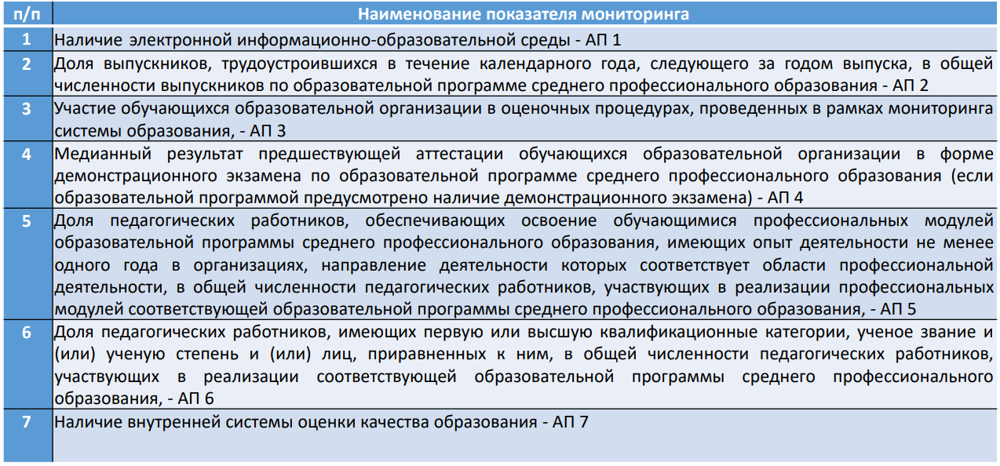 п/п Наименование показателя мониторинга
1 Наличие электронной информационно-образовательной среды - АП 1
2 Доля выпускников, трудоустроившихся в течение календарного года, следующего за годом выпуска, в общей
численности выпускников по образовательной программе среднего профессионального образования - АП 2
3 Участие обучающихся образовательной организации в оценочных процедурах, проведенных в рамках мониторинга
системы образования, - АП 3
4 Медианный результат предшествующей аттестации обучающихся образовательной организации в форме
демонстрационного экзамена по образовательной программе среднего профессионального образования (если
образовательной программой предусмотрено наличие демонстрационного экзамена) - АП 4
5 Доля педагогических работников, обеспечивающих освоение обучающимися профессиональных модулей
образовательной программы среднего профессионального образования, имеющих опыт деятельности не менее
одного года в организациях, направление деятельности которых соответствует области профессиональной
деятельности, в общей численности педагогических работников, участвующих в реализации профессиональных
модулей соответствующей образовательной программы среднего профессионального образования, - АП 5
6 Доля педагогических работников, имеющих первую или высшую квалификационные категории, ученое звание и
(или) ученую степень и (или) лиц, приравненных к ним, в общей численности педагогических работников,
участвующих в реализации соответствующей образовательной программы среднего профессионального
образования, - АП 6
7 Наличие внутренней системы оценки качества образования - АП 7